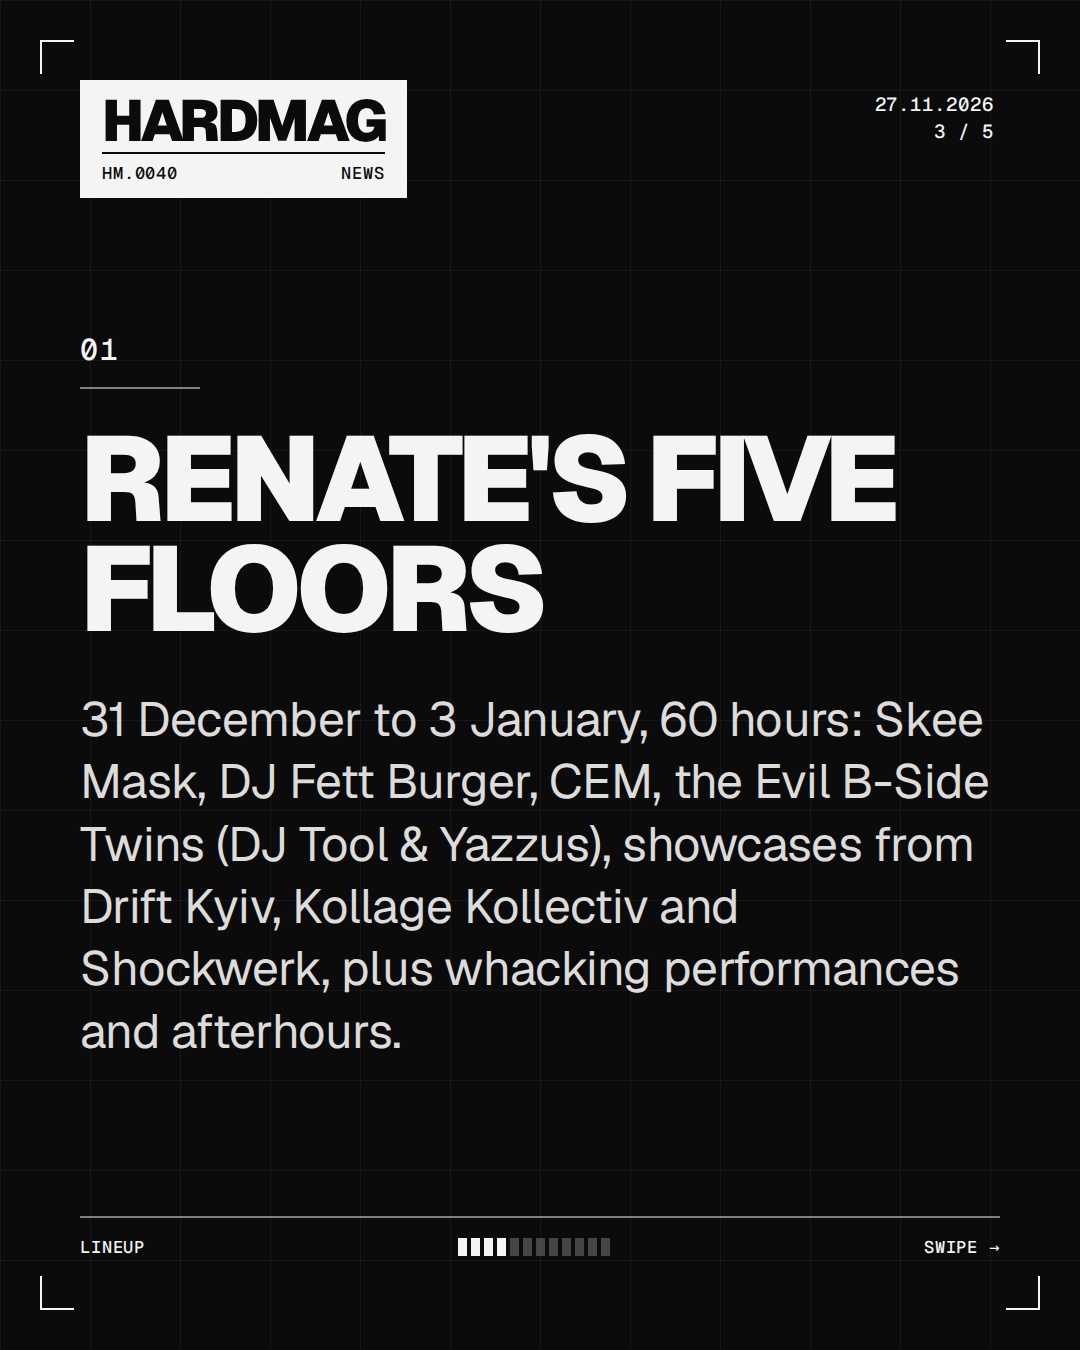 HARDMAG
HM.0040 NEWS
27.11.2026
3 / 5
01
RENATE'S FIVE
FLOORS
31 December to 3 January, 60 hours: Skee
Mask, DJ Fett Burger, CEM, the Evil B-Side
Twins (DJ Tool & Yazzus), showcases from
Drift Kyiv, Kollage Kollectiv and
Shockwerk, plus whacking performances
and afterhours.
LINEUP
SWIPE →